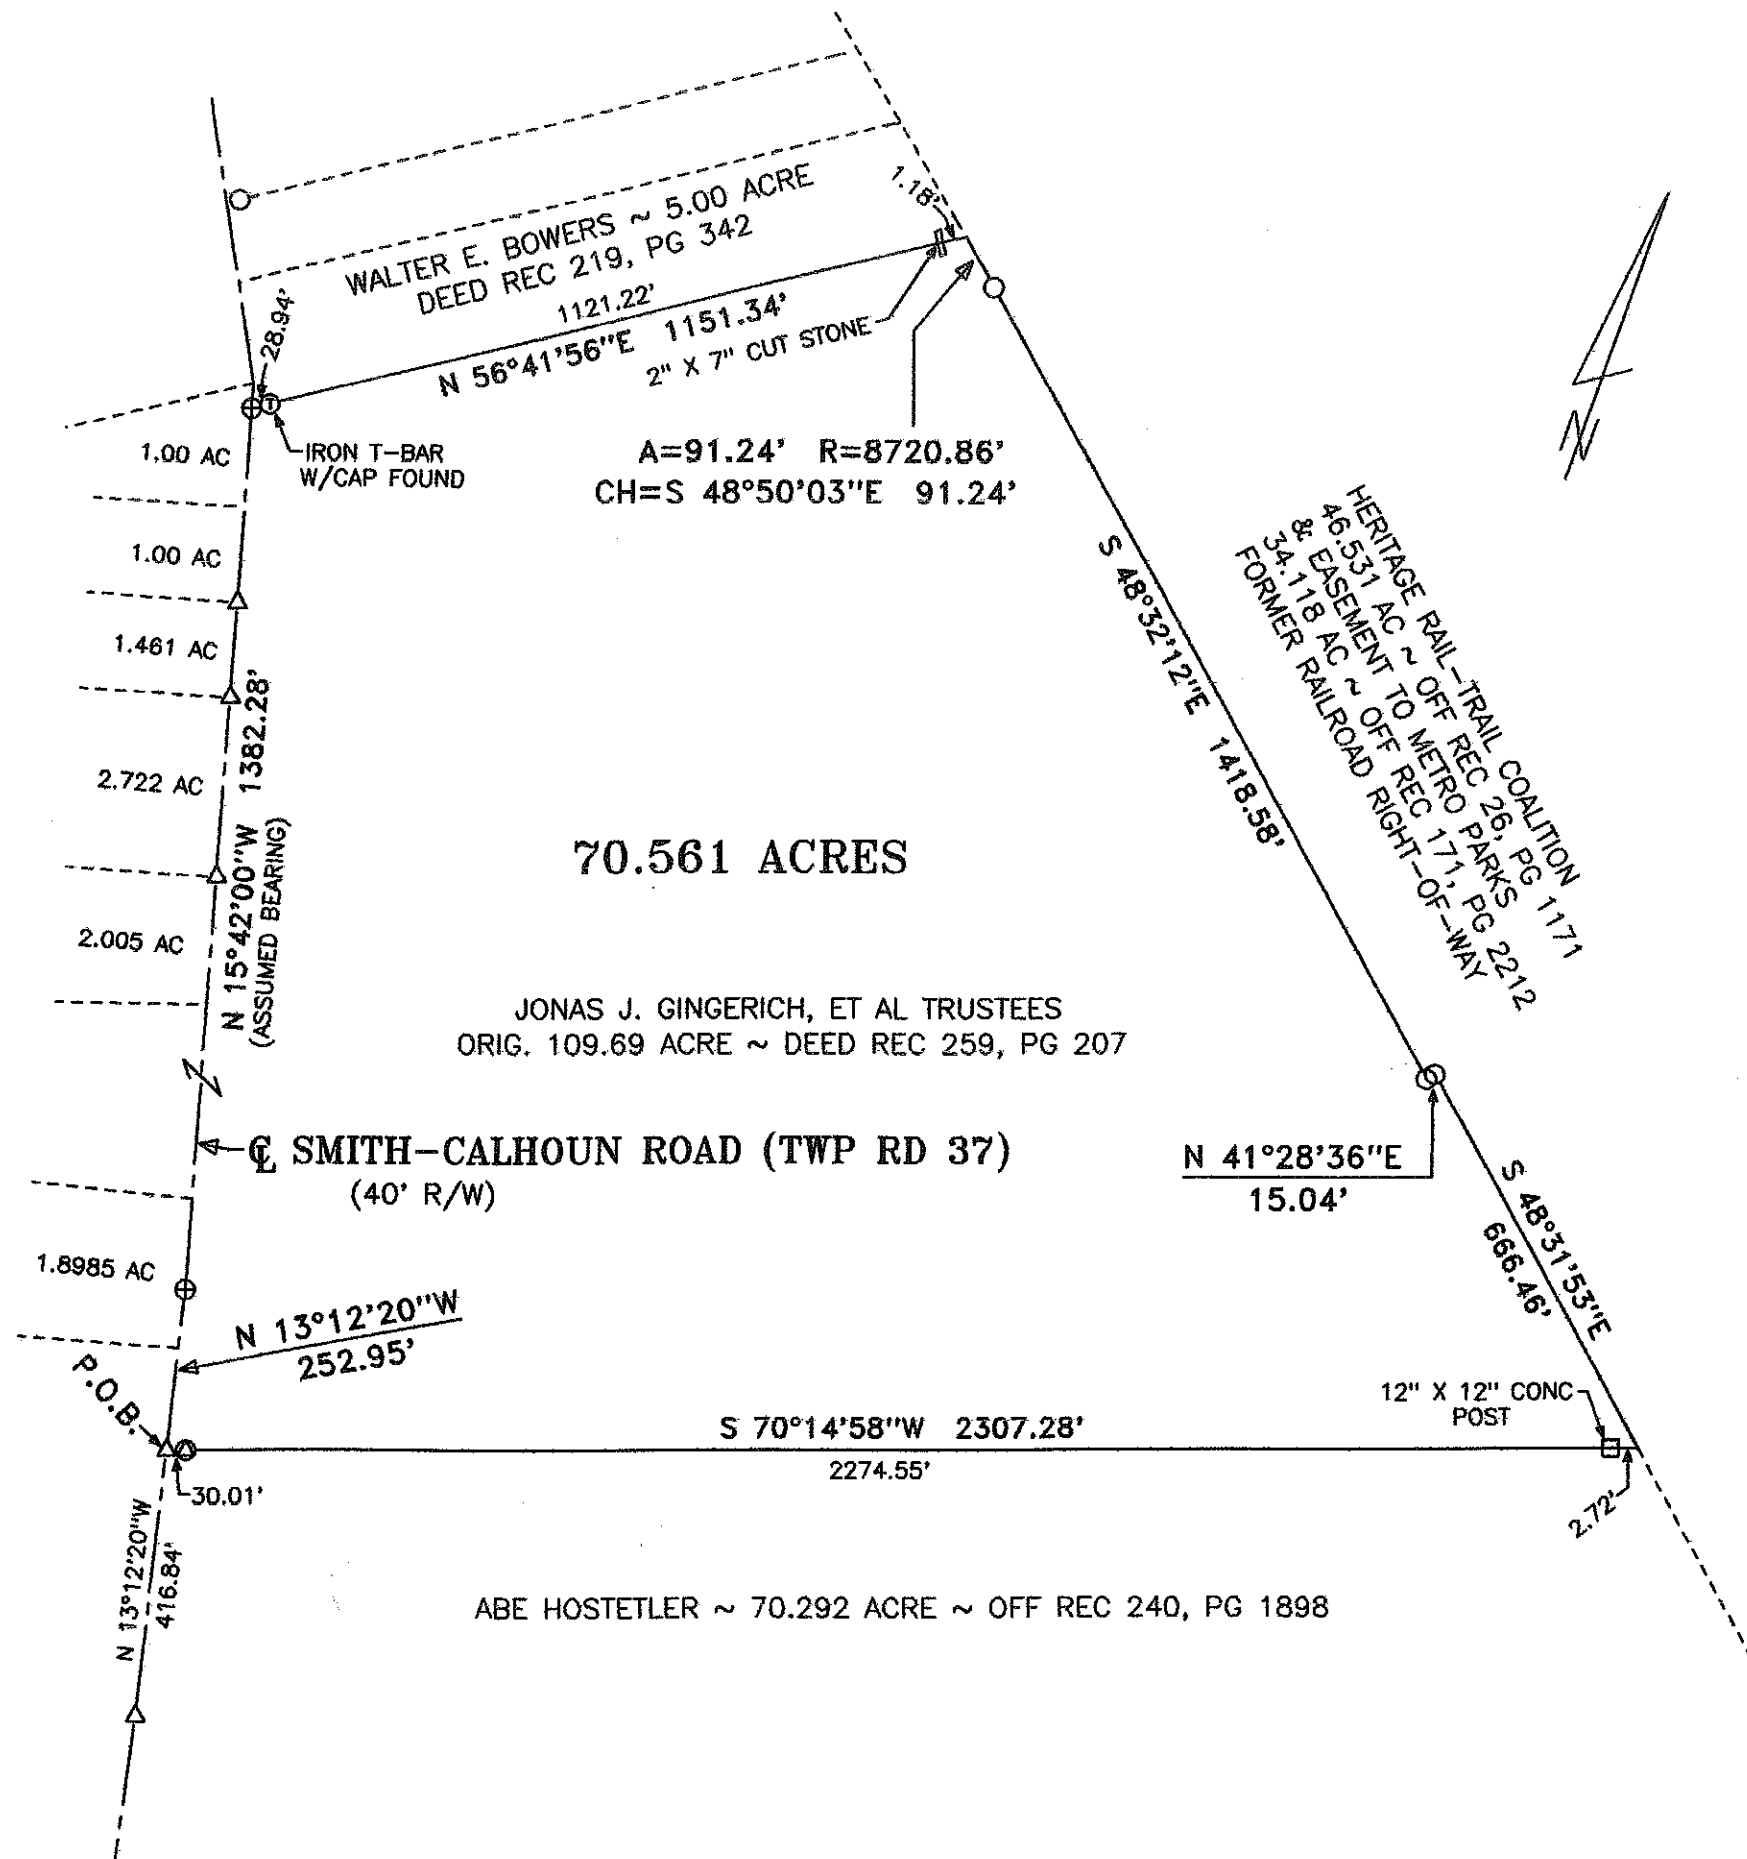 WALTER E. BOWERS ~ 5.00 ACRE
DEED REC 219, PG 342
1.18'
28.94'
1121.22'
N 56°41'56"E 1151.34'
2" X 7" CUT STONE
1.00 AC
IRON T-BAR
W/CAP FOUND
A=91.24' R=8720.86'
CH=S 48°50'03"E 91.24'
N
1.00 AC
1.461 AC
2.722 AC
2.005 AC
N 15°42'00"W 1382.28'
(ASSUMED BEARING)
S 48°32'12"E 1418.58'
HERITAGE RAIL-TRAIL COALITION
46.531 AC ~ OFF REC 26, PG 1171
& EASEMENT TO METRO PARKS
34.118 AC ~ OFF REC 171, PG 2212
FORMER RAILROAD RIGHT-OF-WAY
70.561 ACRES
JONAS J. GINGERICH, ET AL TRUSTEES
ORIG. 109.69 ACRE ~ DEED REC 259, PG 207
℄ SMITH-CALHOUN ROAD (TWP RD 37)
(40' R/W)
N 41°28'36"E
15.04'
1.8985 AC
N 13°12'20"W
252.95'
S 48°31'53"E
666.46'
P.O.B.
12" X 12" CONC
POST
S 70°14'58"W 2307.28'
2274.55'
30.01'
2.72'
N 13°12'20"W
416.84'
ABE HOSTETLER ~ 70.292 ACRE ~ OFF REC 240, PG 1898